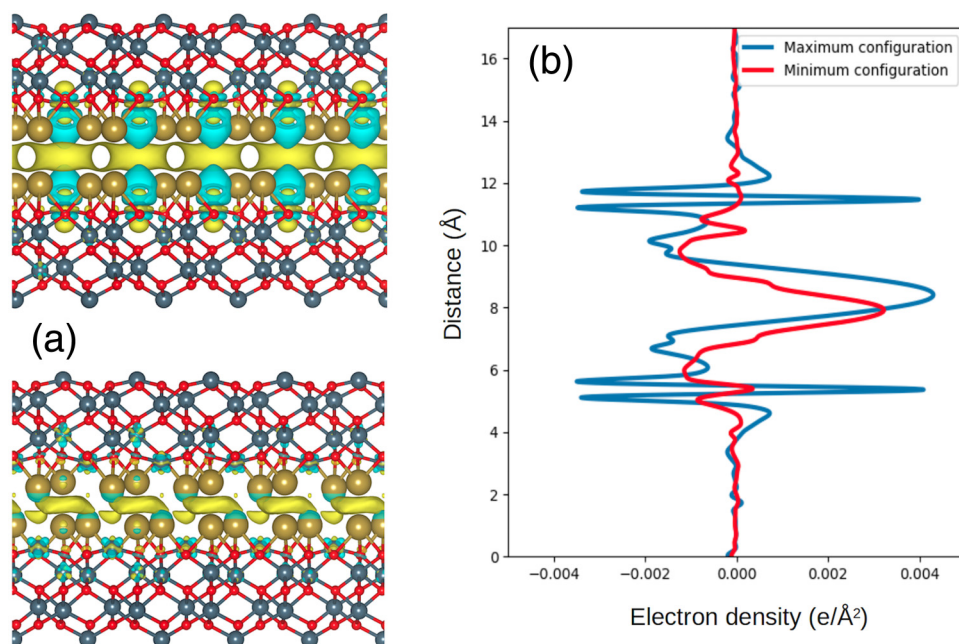 (a)
(b)
Maximum configuration
Minimum configuration
16
14
12
10
8
6
4
2
0
Distance (Å)
−0.004
−0.002
0.000
0.002
0.004
Electron density (e/Å²)